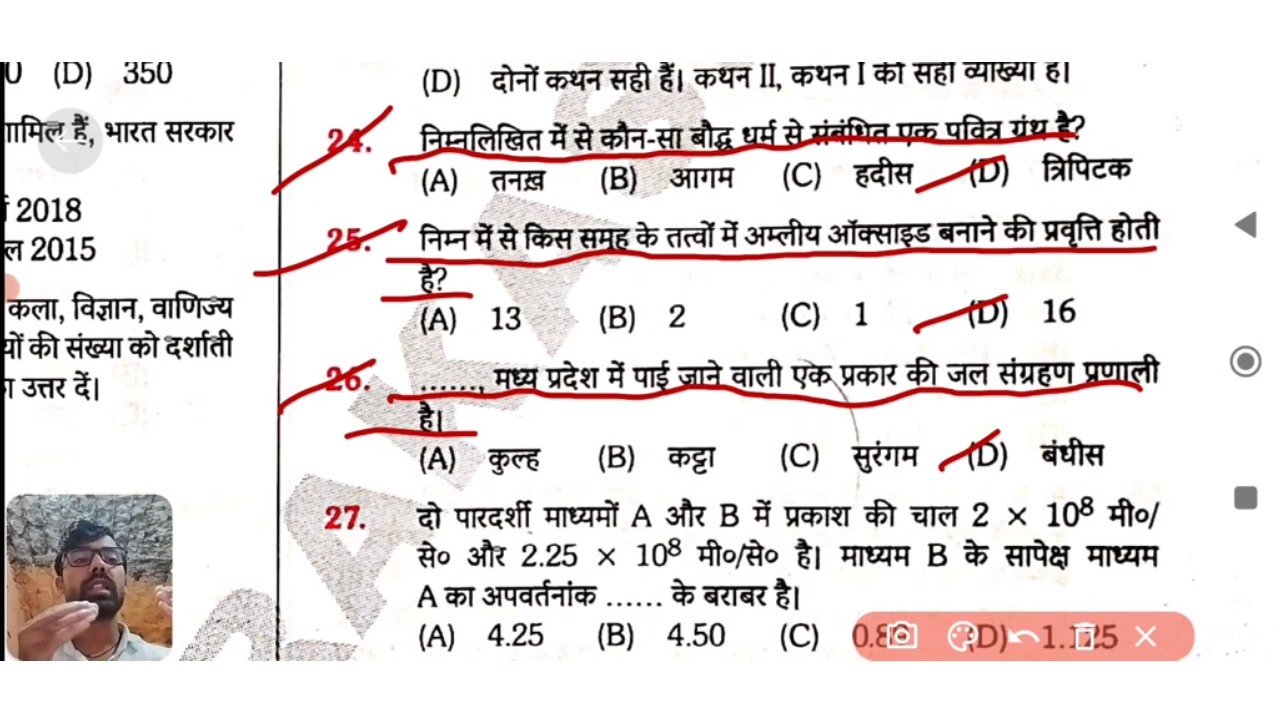 0 (D) 350
ामिल हैं, भारत सरकार
2018
ल 2015
कला, विज्ञान, वाणिज्य
यों की संख्या को दर्शाती
उत्तर दें।
(D) दोनों कथन सही हैं। कथन II, कथन I की सही व्याख्या है।
24. निम्नलिखित में से कौन-सा बौद्ध धर्म से संबंधित एक पवित्र ग्रंथ है?
(A) तनख़ (B) आगम (C) हदीस (D) त्रिपिटक
25. निम्न में से किस समूह के तत्वों में अम्लीय ऑक्साइड बनाने की प्रवृत्ति होती
है?
(A) 13 (B) 2 (C) 1 (D) 16
26. ......, मध्य प्रदेश में पाई जाने वाली एक प्रकार की जल संग्रहण प्रणाली
है।
(A) कुल्ह (B) कट्टा (C) सुरंगम (D) बंधीस
27. दो पारदर्शी माध्यमों A और B में प्रकाश की चाल 2 × 10⁸ मी०/
से० और 2.25 × 10⁸ मी०/से० है। माध्यम B के सापेक्ष माध्यम
A का अपवर्तनांक ...... के बराबर है।
(A) 4.25 (B) 4.50 (C) (D)